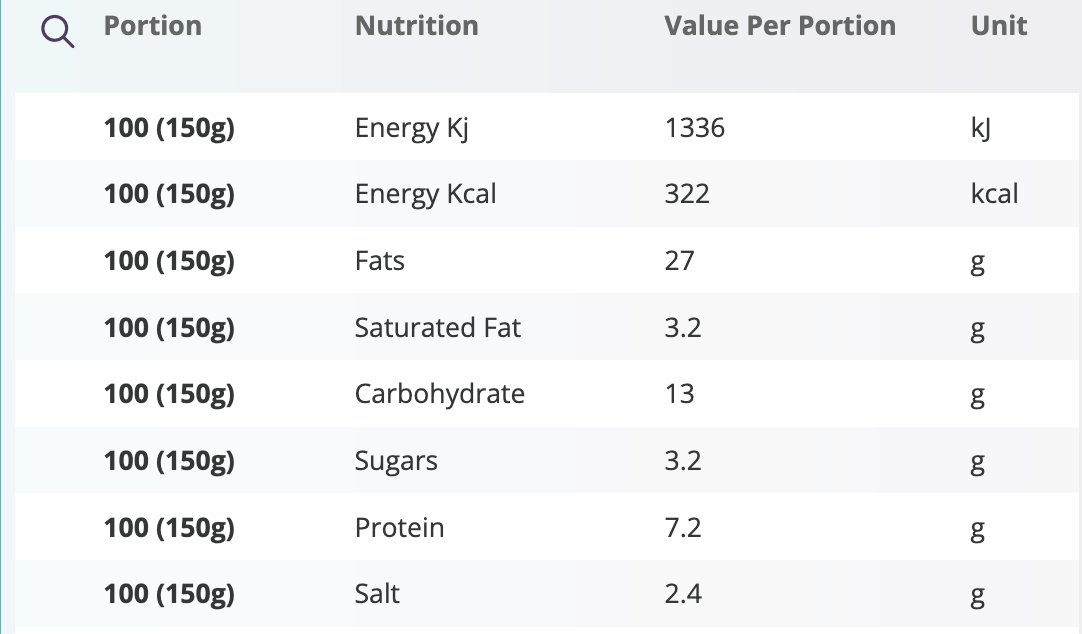 Portion Nutrition Value Per Portion Unit
100 (150g) Energy Kj 1336 kJ
100 (150g) Energy Kcal 322 kcal
100 (150g) Fats 27 g
100 (150g) Saturated Fat 3.2 g
100 (150g) Carbohydrate 13 g
100 (150g) Sugars 3.2 g
100 (150g) Protein 7.2 g
100 (150g) Salt 2.4 g